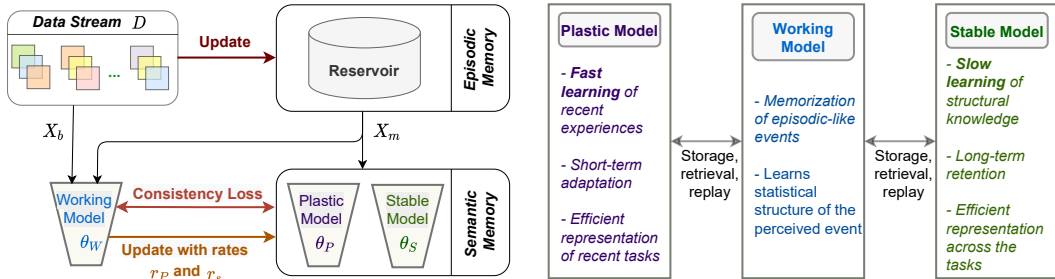 Data Stream D
...
Update
Reservoir
Episodic
Memory
X_b
X_m
Working
Model
θ_W
Consistency Loss
Update with rates
r_P and r_s
Plastic
Model
θ_P
Stable
Model
θ_S
Semantic
Memory
Plastic Model
- Fast
learning of
recent
experiences
- Short-term
adaptation
- Efficient
representation
of recent tasks
Storage,
retrieval,
replay
Working
Model
- Memorization
of episodic-like
events
- Learns
statistical
structure of the
perceived event
Storage,
retrieval,
replay
Stable Model
- Slow
learning of
structural
knowledge
- Long-term
retention
- Efficient
representation
across the
tasks